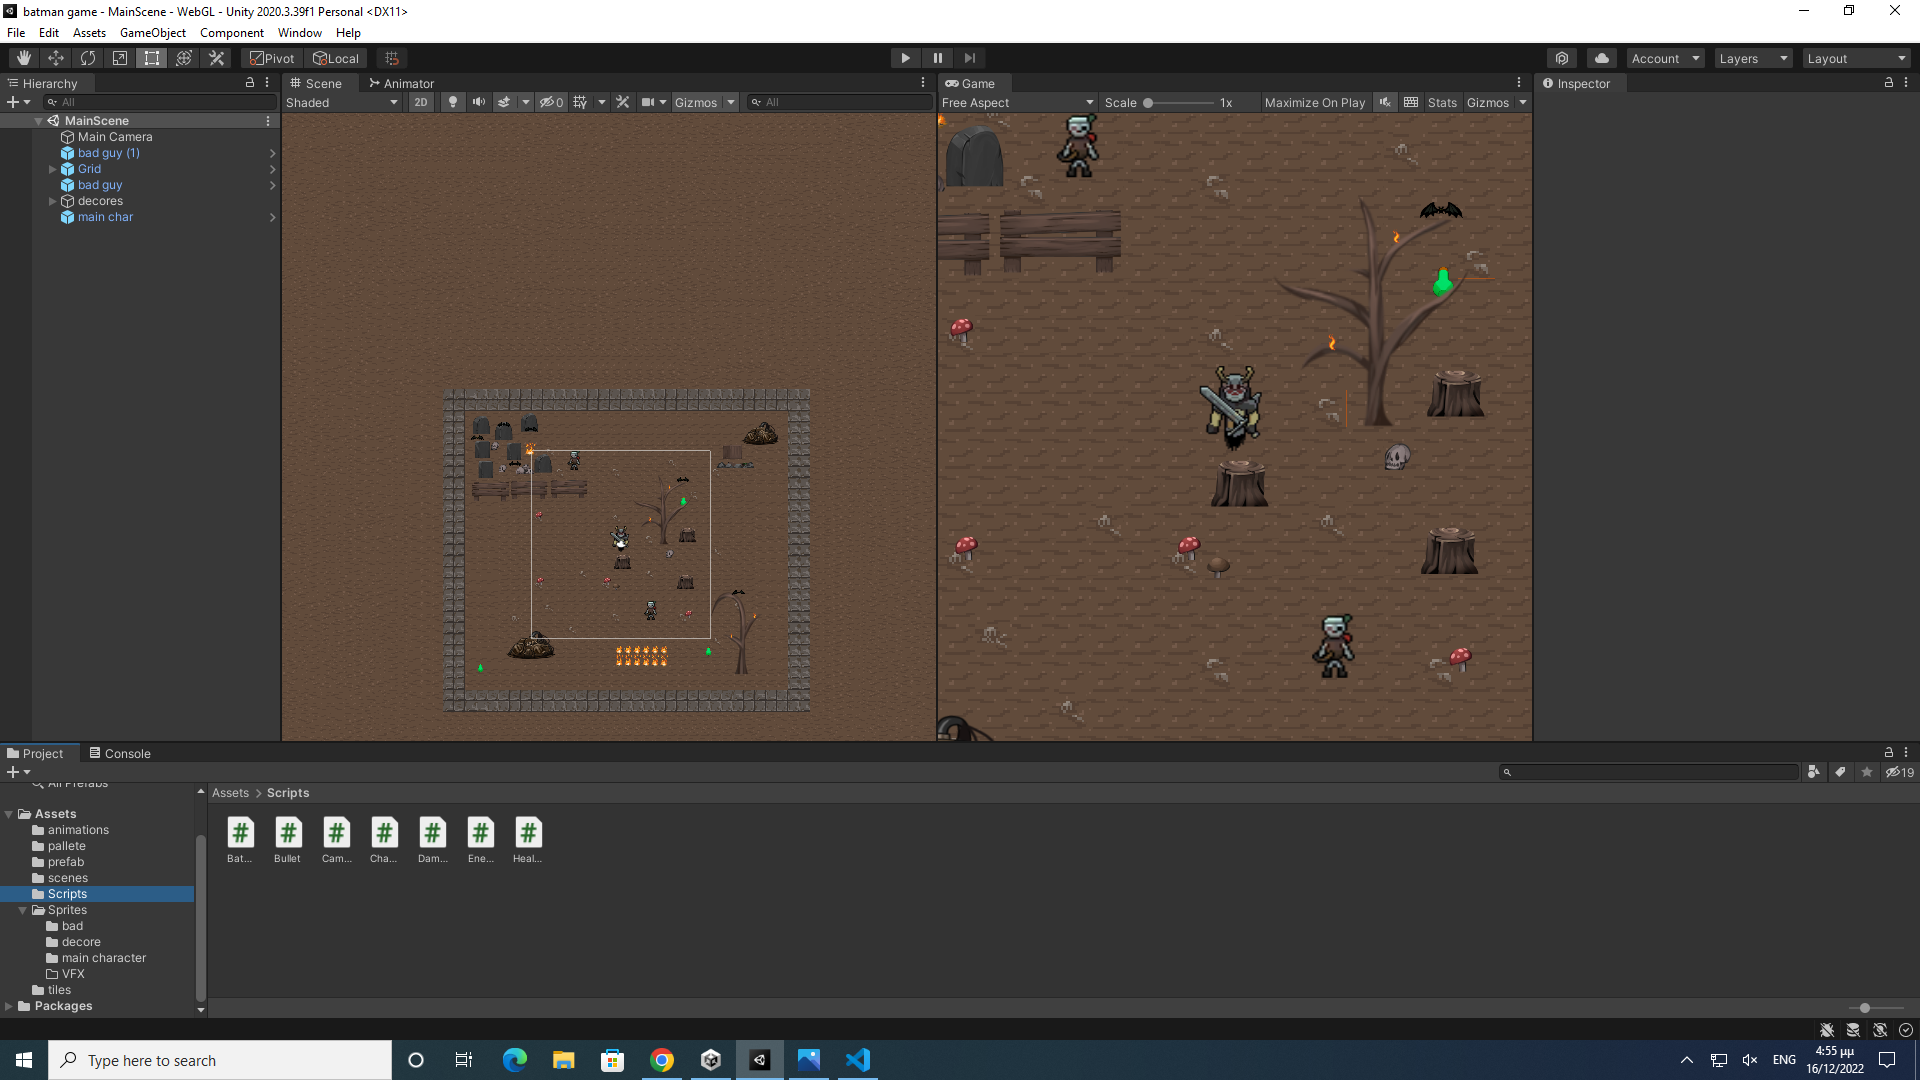 batman game - MainScene - WebGL - Unity 2020.3.39f1 Personal <DX11>
File Edit Assets GameObject Component Window Help
Pivot Local Account Layers Layout
Hierarchy Scene Animator Game Inspector
All Shaded 2D 0 Gizmos All Free Aspect Scale 1x Maximize On Play Stats Gizmos
MainScene
Main Camera
bad guy (1)
Grid
bad guy
decores
main char
Project Console
19
All Prefabs
Assets > Scripts
Assets
animations
pallete
prefab
scenes
Scripts
Sprites
bad
decore
main character
VFX
tiles
Packages
# # # # # # #
Bat... Bullet Cam... Cha... Dam... Ene... Heal...
Type here to search
ENG
4:55 μμ
16/12/2022